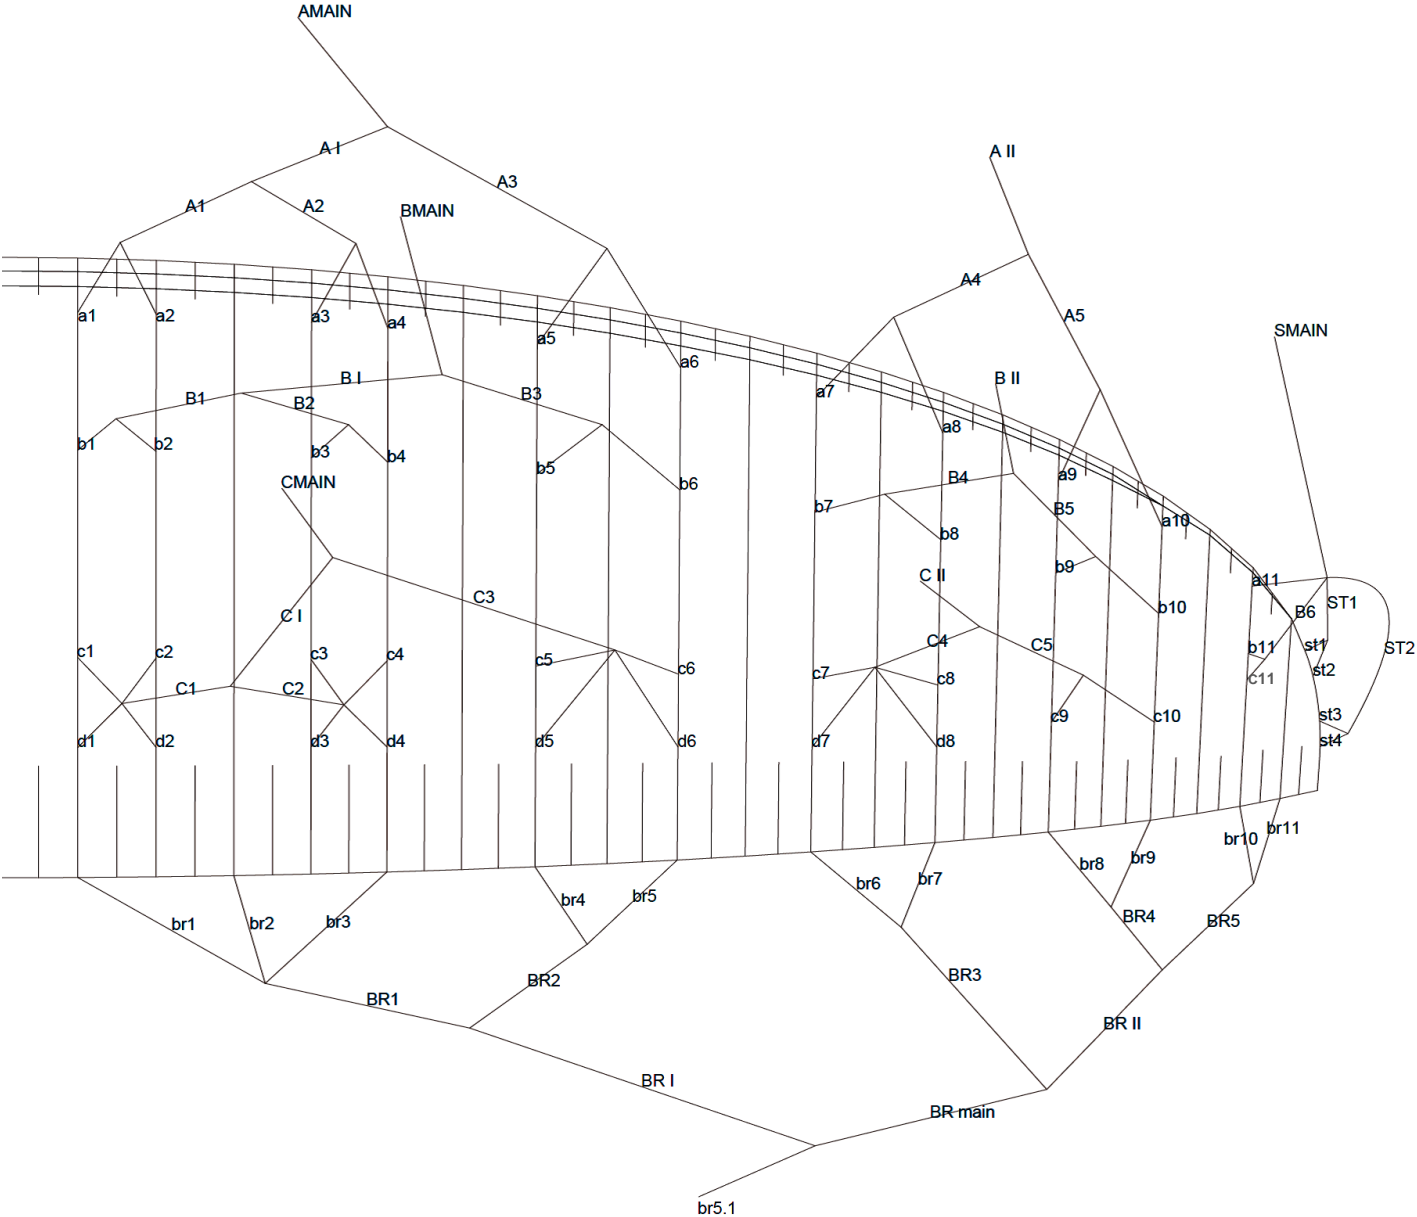 AMAIN
A I
A II
A3
A1
A2
BMAIN
A4
A5
a1
a2
a3
a4
SMAIN
a5
a6
B I
B II
a7
B1
B2
B3
a8
b1
b2
b3
b4
b5
a9
B4
CMAIN
b6
b7
B5
a10
b8
b9
C II
a11
C3
b10
ST1
C I
B6
C4
C5
b11
st1
ST2
c1
c2
c3
c4
c5
c6
c7
c8
c11
st2
C1
C2
c9
c10
st3
d1
d2
d3
d4
d5
d6
d7
d8
st4
br10
br11
br8
br9
br6
br7
br4
br5
br1
br2
br3
BR4
BR5
BR2
BR3
BR1
BR II
BR I
BR main
br5.1